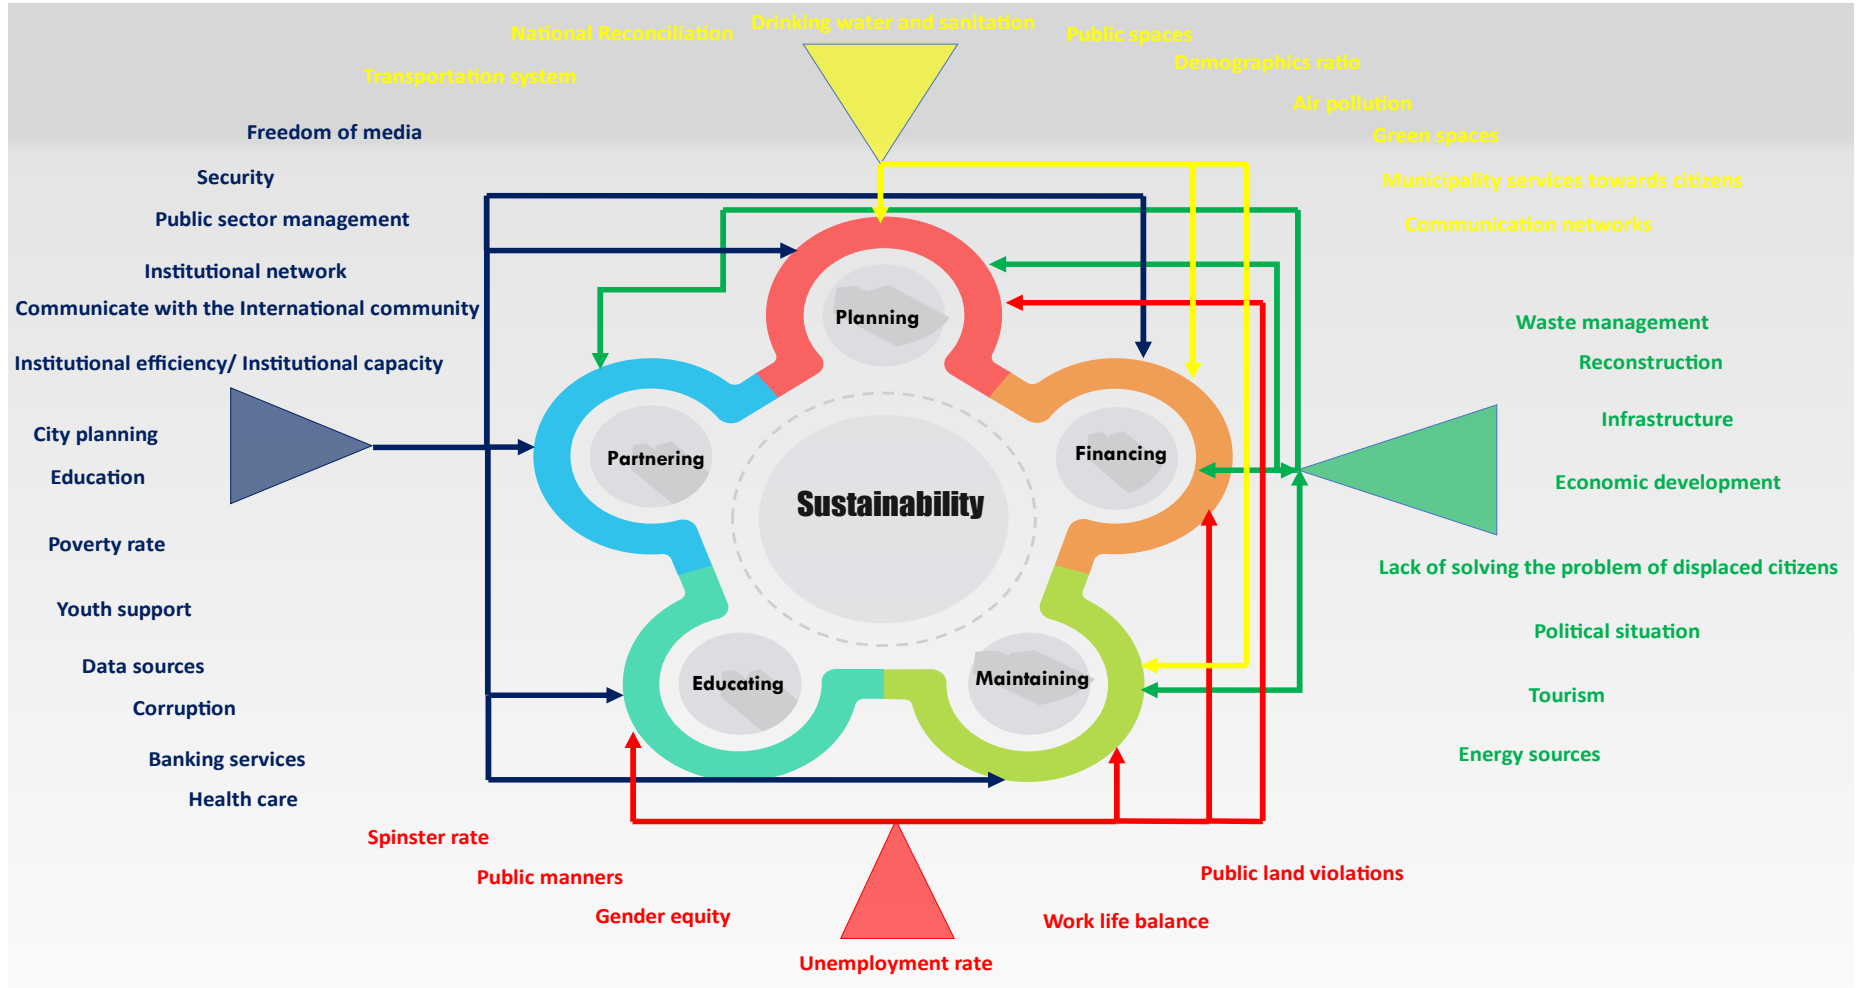 Drinking water and sanitation
National Reconciliation
Public spaces
Demographics ratio
Transportation system
Air pollution
Green spaces
Municipality services towards citizens
Communication networks
Freedom of media
Security
Public sector management
Institutional network
Communicate with the International community
Institutional efficiency/ Institutional capacity
City planning
Education
Poverty rate
Youth support
Data sources
Corruption
Banking services
Health care
Planning
Partnering
Financing
Sustainability
Educating
Maintaining
Waste management
Reconstruction
Infrastructure
Economic development
Lack of solving the problem of displaced citizens
Political situation
Tourism
Energy sources
Spinster rate
Public manners
Gender equity
Unemployment rate
Work life balance
Public land violations